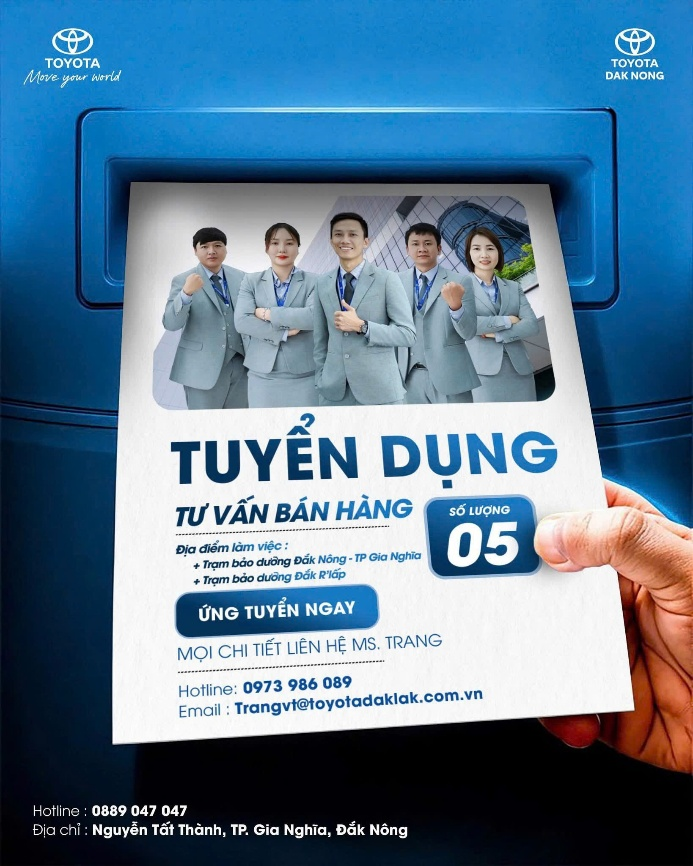 TOYOTA
Move your world
TOYOTA
DAK NONG
TUYỂN DỤNG
TƯ VẤN BÁN HÀNG
SỐ LƯỢNG
05
Địa điểm làm việc :
+ Trạm bảo dưỡng Đắk Nông - TP Gia Nghĩa
+ Trạm bảo dưỡng Đắk R'lấp
ỨNG TUYỂN NGAY
MỌI CHI TIẾT LIÊN HỆ MS. TRANG
Hotline: 0973 986 089
Email : Trangvt@toyotadaklak.com.vn
Hotline : 0889 047 047
Địa chỉ : Nguyễn Tất Thành, TP. Gia Nghĩa, Đắk Nông